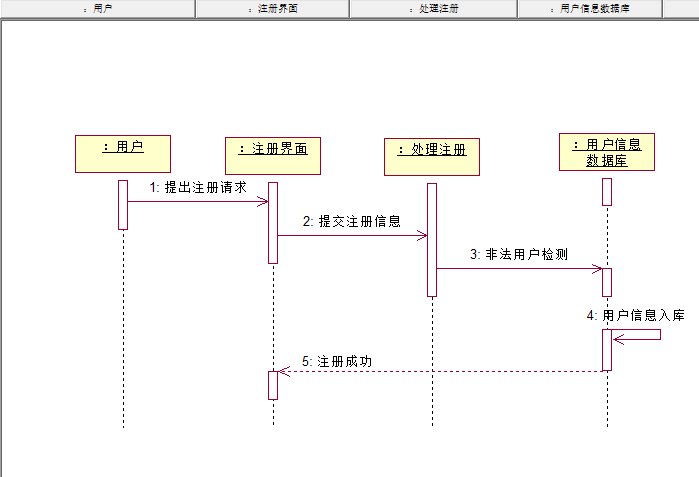 : 用户
: 注册界面
: 处理注册
: 用户信息数据库
: 用户
: 注册界面
: 处理注册
: 用户信息
数据库
1: 提出注册请求
2: 提交注册信息
3: 非法用户检测
4: 用户信息入库
5: 注册成功